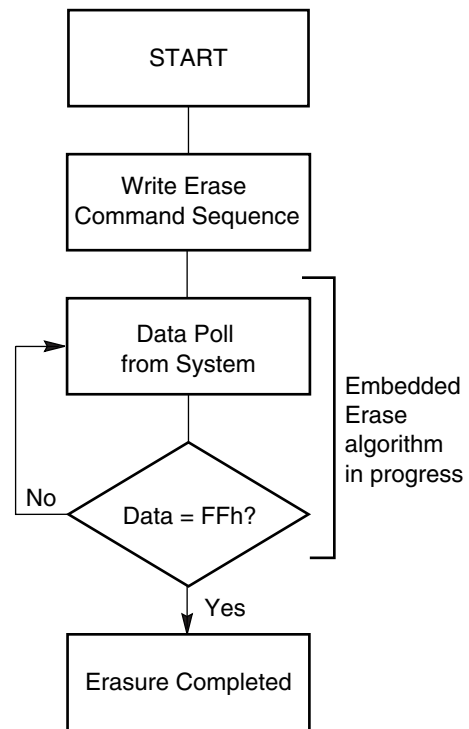 START
Write Erase
Command Sequence
Data Poll
from System
Embedded
Erase
algorithm
in progress
No
Data = FFh?
Yes
Erasure Completed